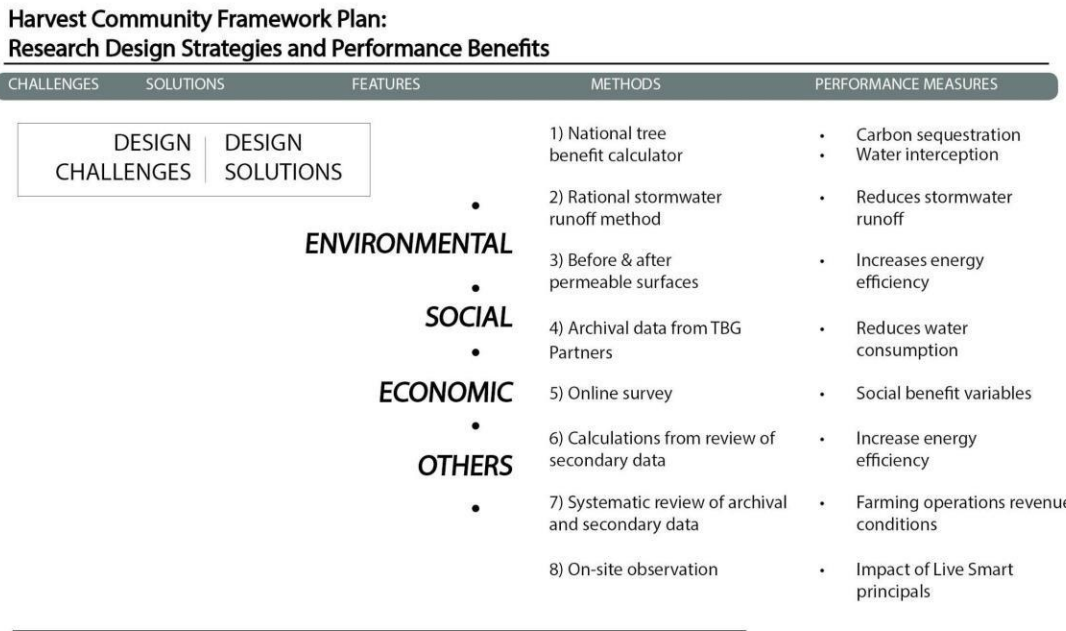 Harvest Community Framework Plan:
Research Design Strategies and Performance Benefits
CHALLENGES SOLUTIONS FEATURES METHODS PERFORMANCE MEASURES
DESIGN CHALLENGES
DESIGN SOLUTIONS
•
ENVIRONMENTAL
•
SOCIAL
•
ECONOMIC
•
OTHERS
•
1) National tree
benefit calculator
2) Rational stormwater
runoff method
3) Before & after
permeable surfaces
4) Archival data from TBG
Partners
5) Online survey
6) Calculations from review of
secondary data
7) Systematic review of archival
and secondary data
8) On-site observation
• Carbon sequestration
• Water interception
• Reduces stormwater
runoff
• Increases energy
efficiency
• Reduces water
consumption
• Social benefit variables
• Increase energy
efficiency
• Farming operations revenue
conditions
• Impact of Live Smart
principals